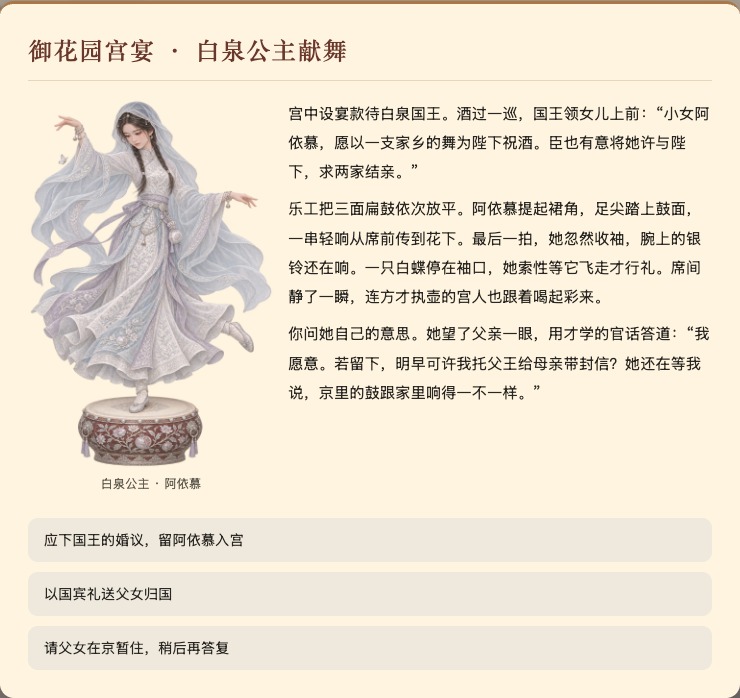 御花园宫宴 · 白泉公主献舞
宫中设宴款待白泉国王。酒过一巡，国王领女儿上前：“小女阿
依慕，愿以一支家乡的舞为陛下祝酒。臣也有意将她许与陛
下，求两家结亲。”
乐工把三面扁鼓依次放平。阿依慕提起裙角，足尖踏上鼓面，
一串轻响从席前传到花下。最后一拍，她忽然收袖，腕上的银
铃还在响。一只白蝶停在袖口，她索性等它飞走才行礼。席间
静了一瞬，连方才执壶的宫人也跟着喝起彩来。
你问她自己的意思。她望了父亲一眼，用才学的官话答道：“我
愿意。若留下，明早可许我托父王给母亲带封信？她还在等我
说，京里的鼓跟家里响得一不一样。”
白泉公主 · 阿依慕
应下国王的婚议，留阿依慕入宫
以国宾礼送父女归国
请父女在京暂住，稍后再答复